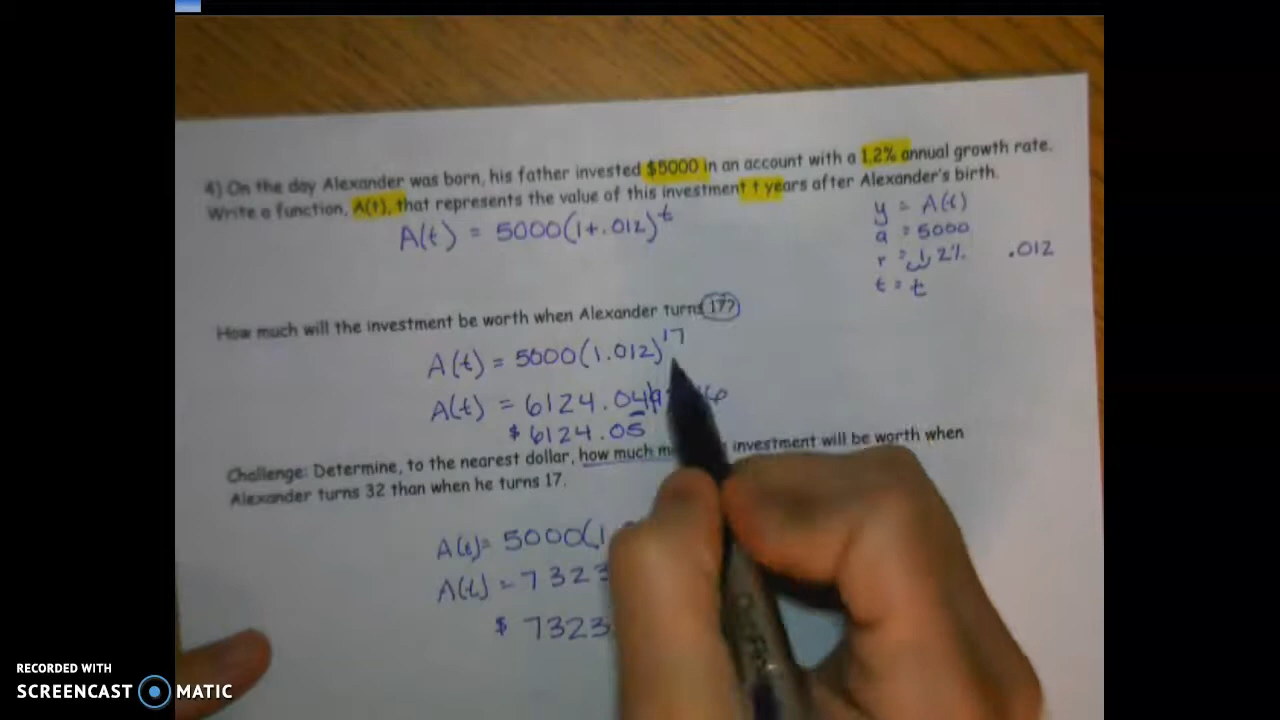 4) On the day Alexander was born, his father invested $5000 in an account with a 1.2% annual growth rate.
Write a function, A(t), that represents the value of this investment t years after Alexander's birth.
A(t) = 5000(1+.012)^t
y = A(t)
a = 5000
r = 1.2% .012
t = t
How much will the investment be worth when Alexander turns 17?
A(t) = 5000(1.012)^17
A(t) = 6124.04
$6124.05
Challenge: Determine, to the nearest dollar, how much investment will be worth when
Alexander turns 32 than when he turns 17.
A(t)= 5000(1.
A(t) = 7323
$ 7323
RECORDED WITH
SCREENCAST MATIC